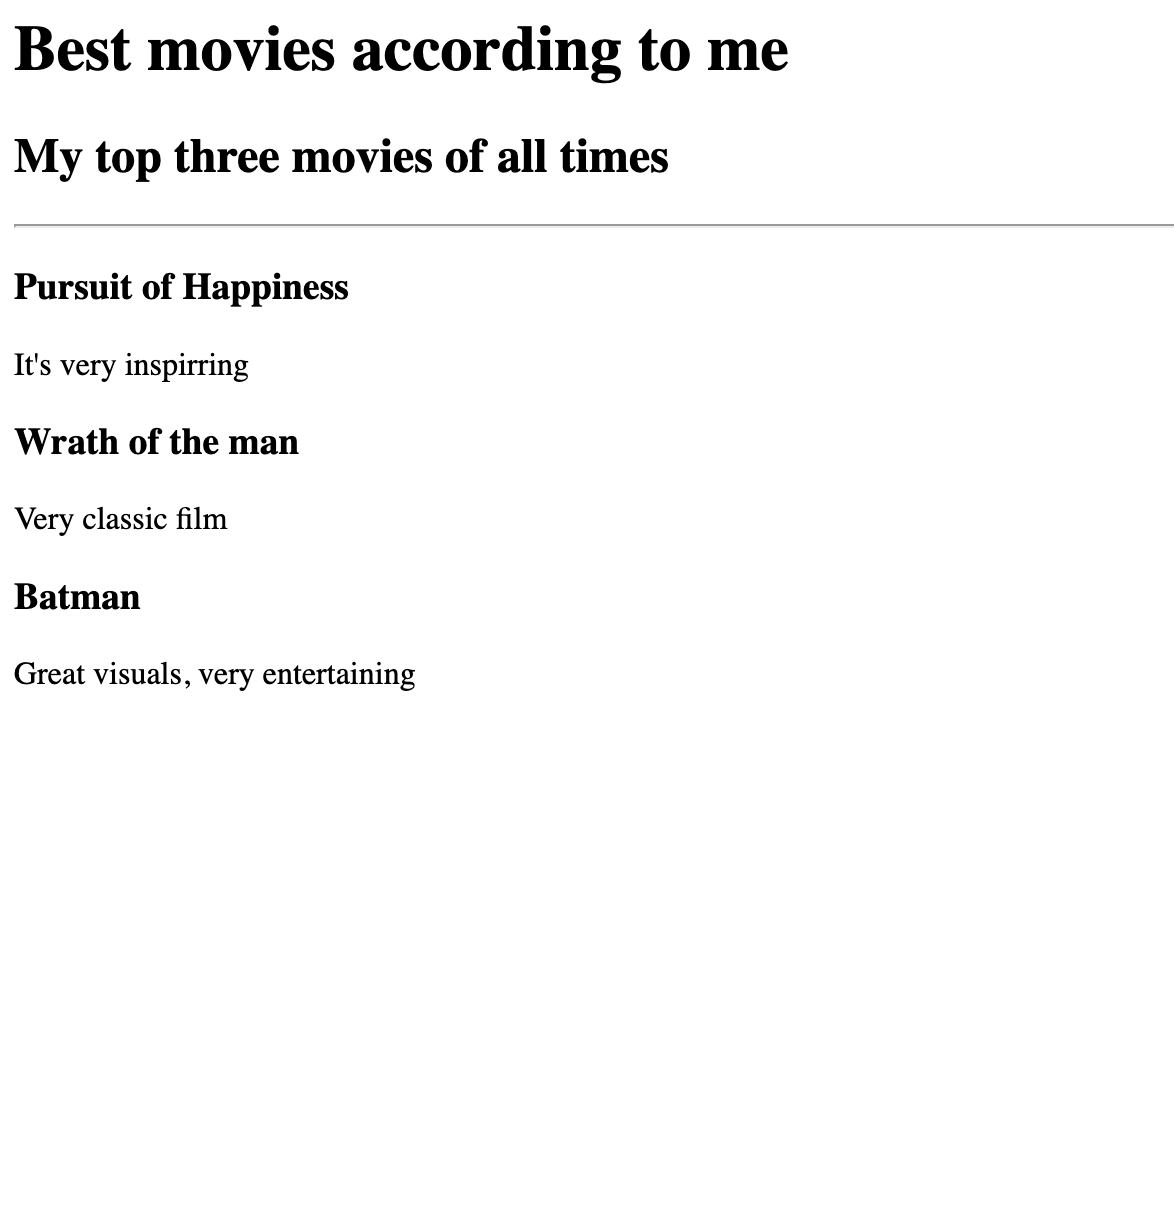 Best movies according to me
My top three movies of all times
Pursuit of Happiness
It's very inspirring
Wrath of the man
Very classic film
Batman
Great visuals, very entertaining